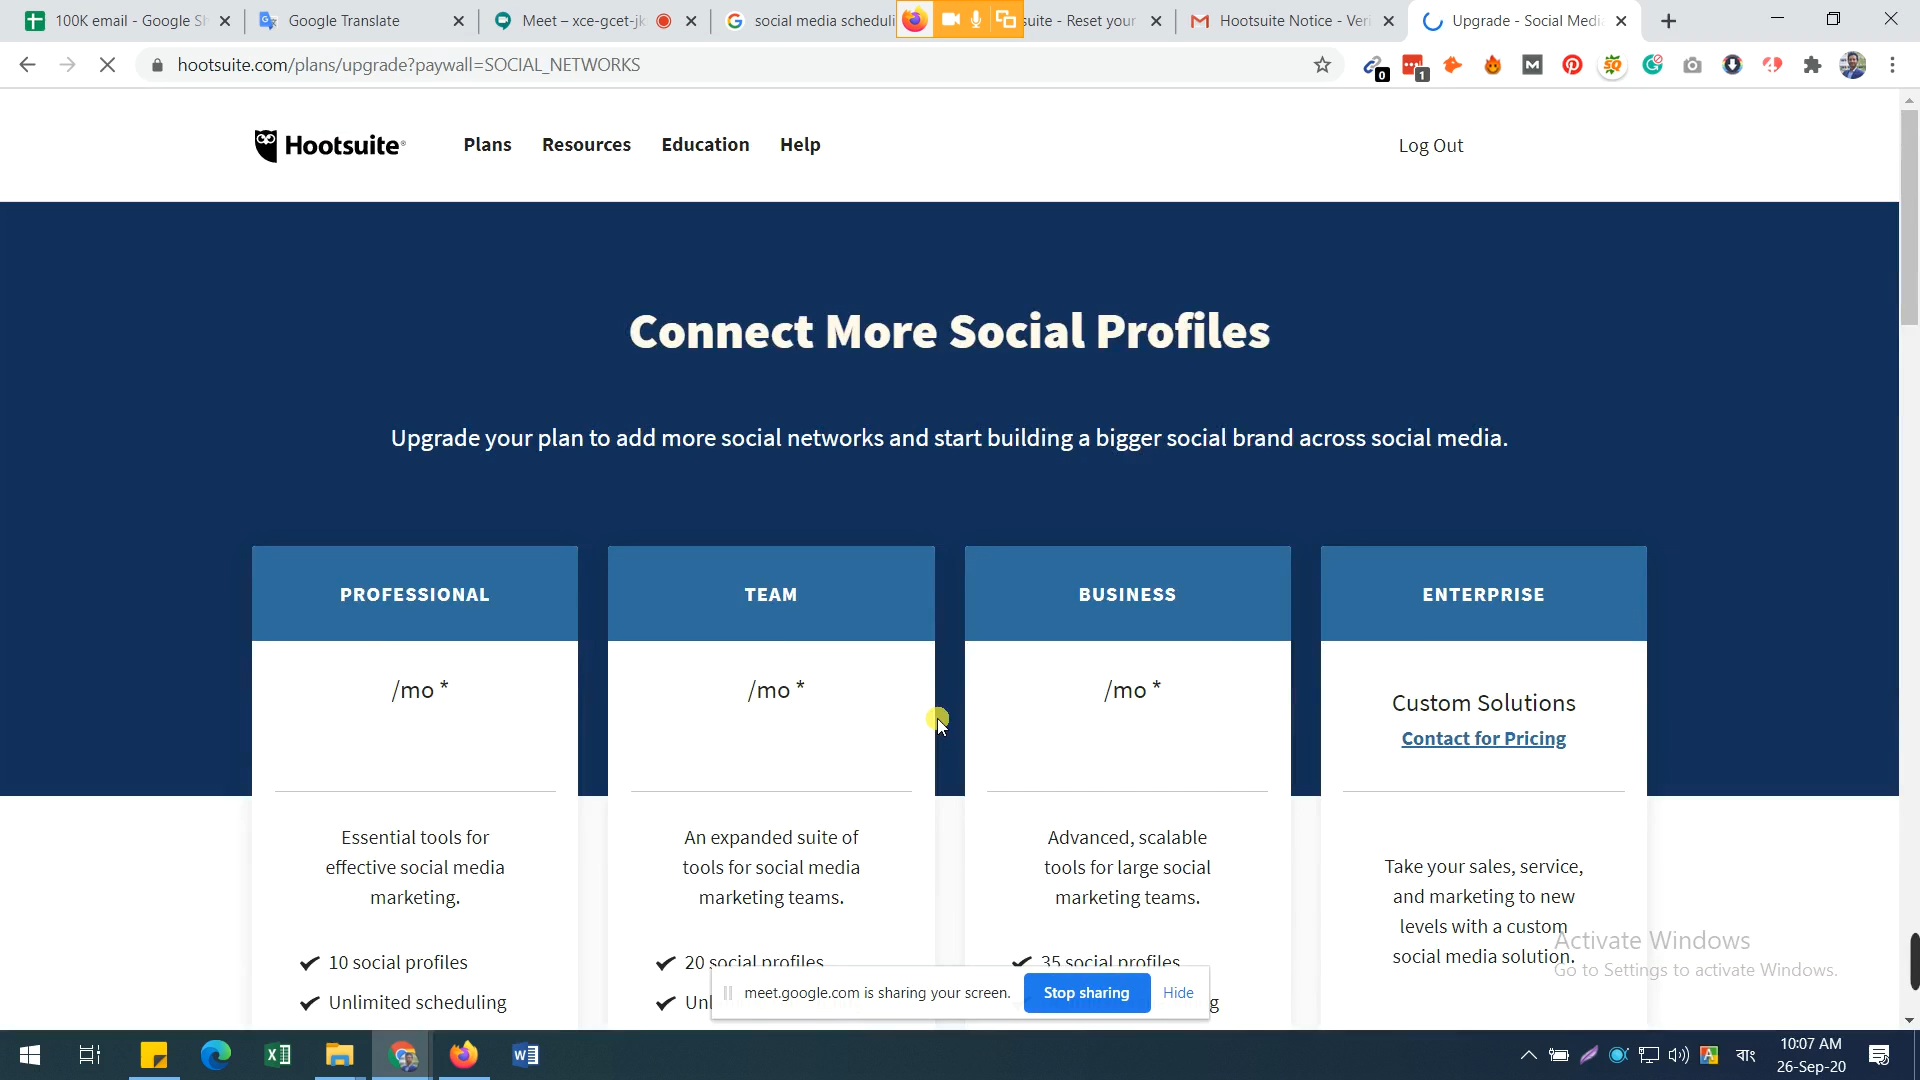 100K email - Google Sh
Google Translate
Meet – xce-gcet-jk
social media scheduli
suite - Reset your
Hootsuite Notice - Veri
Upgrade - Social Medi
hootsuite.com/plans/upgrade?paywall=SOCIAL_NETWORKS
0
1
Hootsuite
Plans
Resources
Education
Help
Log Out
Connect More Social Profiles
Upgrade your plan to add more social networks and start building a bigger social brand across social media.
PROFESSIONAL
/mo *
Essential tools for
effective social media
marketing.
10 social profiles
Unlimited scheduling
TEAM
/mo *
An expanded suite of
tools for social media
marketing teams.
20 social profiles
Unl
BUSINESS
/mo *
Advanced, scalable
tools for large social
marketing teams.
35 social profiles
g
ENTERPRISE
Custom Solutions
Contact for Pricing
Take your sales, service,
and marketing to new
levels with a custom
social media solution.
Activate Windows
Go to Settings to activate Windows.
meet.google.com is sharing your screen.
Stop sharing
Hide
বাং
10:07 AM
26-Sep-20